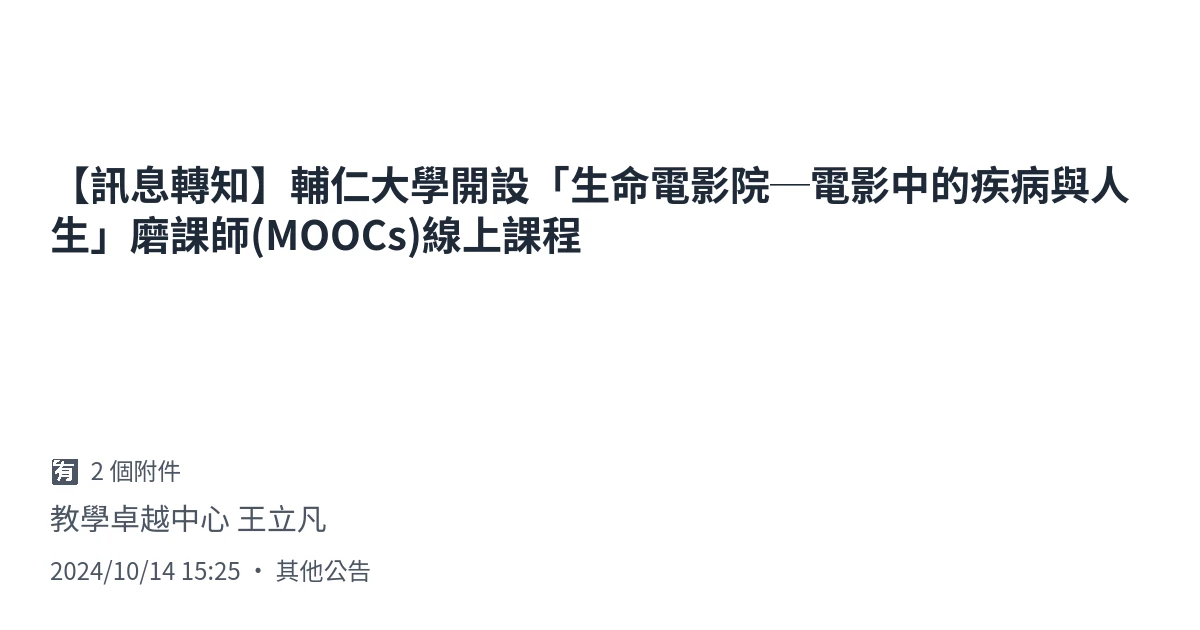 【訊息轉知】輔仁大學開設「生命電影院─電影中的疾病與人
生」磨課師(MOOCs)線上課程
🈶 2 個附件
教學卓越中心 王立凡
2024/10/14 15:25 ・ 其他公告